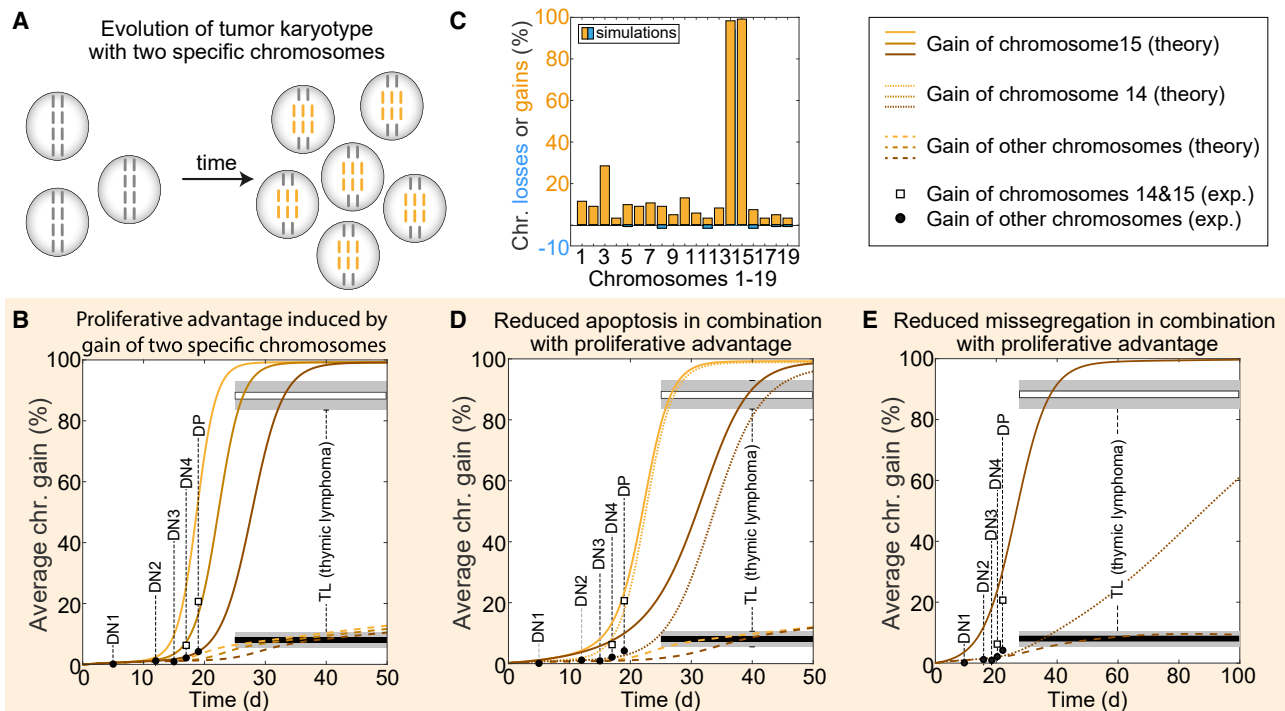 A
Evolution of tumor karyotype
with two specific chromosomes
time
C
Chr. losses or gains (%)
100
80
60
40
20
-10
simulations
1 3 5 7 9 11 13 15 17 19
Chromosomes 1-19
Gain of chromosome15 (theory)
Gain of chromosome 14 (theory)
Gain of other chromosomes (theory)
Gain of chromosomes 14&15 (exp.)
Gain of other chromosomes (exp.)
B
Proliferative advantage induced by
gain of two specific chromosomes
Average chr. gain (%)
100
80
60
40
20
0
DN1
DN2
DN3
DN4
DP
TL (thymic lymphoma)
0 10 20 30 40 50
Time (d)
D
Reduced apoptosis in combination
with proliferative advantage
Average chr. gain (%)
100
80
60
40
20
0
DN1
DN2
DN3
DN4
DP
TL (thymic lymphoma)
0 10 20 30 40 50
Time (d)
E
Reduced missegregation in combination
with proliferative advantage
Average chr. gain (%)
100
80
60
40
20
0
DN1
DN2
DN3
DN4
DP
TL (thymic lymphoma)
0 20 40 60 80 100
Time (d)